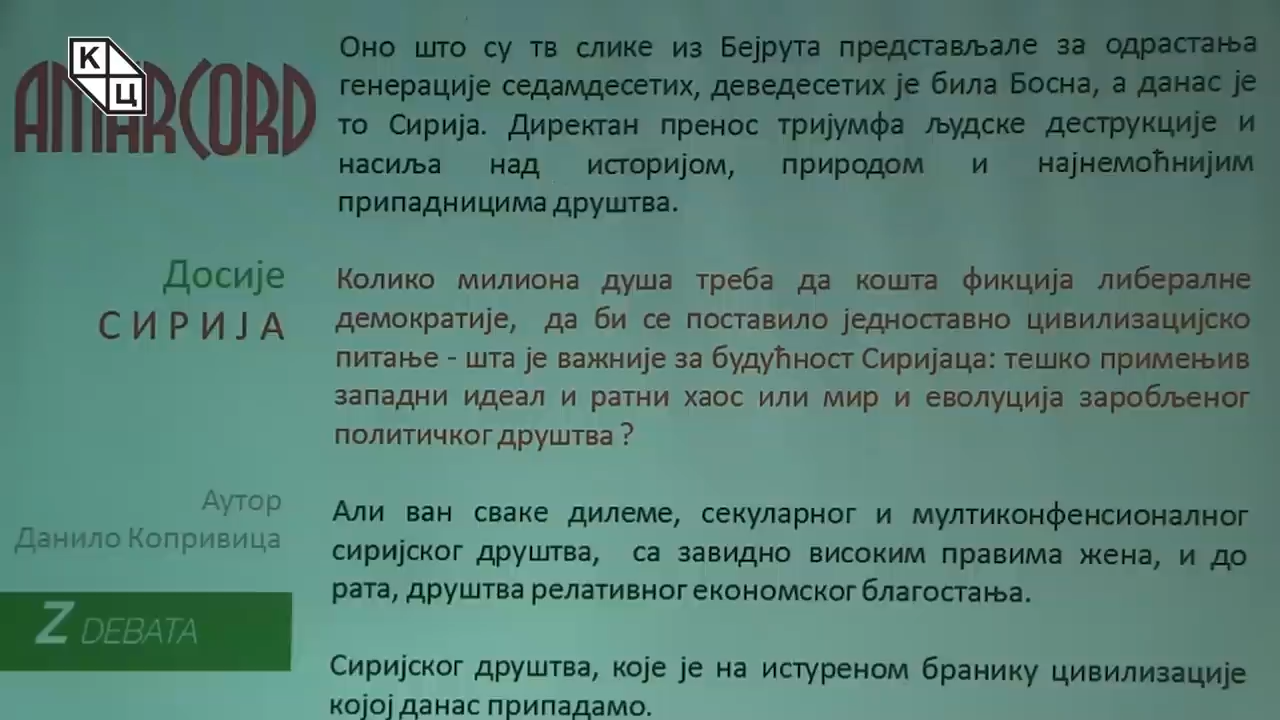 К
Ц
AMARCORD
Досије
СИРИЈА
Аутор
Данило Копривица
Z DEBATA
Оно што су тв слике из Бејрута представљале за одрастања
генерације седамдесетих, деведесетих је била Босна, а данас је
то Сирија. Директан пренос тријумфа људске деструкције и
насиља над историјом, природом и најнемоћнијим
припадницима друштва.
Колико милиона душа треба да кошта фикција либералне
демократије, да би се поставило једноставно цивилизацијско
питање - шта је важније за будућност Сиријаца: тешко примењив
западни идеал и ратни хаос или мир и еволуција заробљеног
политичког друштва ?
Али ван сваке дилеме, секуларног и мултиконфенсионалног
сиријског друштва, са завидно високим правима жена, и до
рата, друштва релативног економског благостања.
Сиријског друштва, које је на истуреном бранику цивилизације
којој данас припадамо.